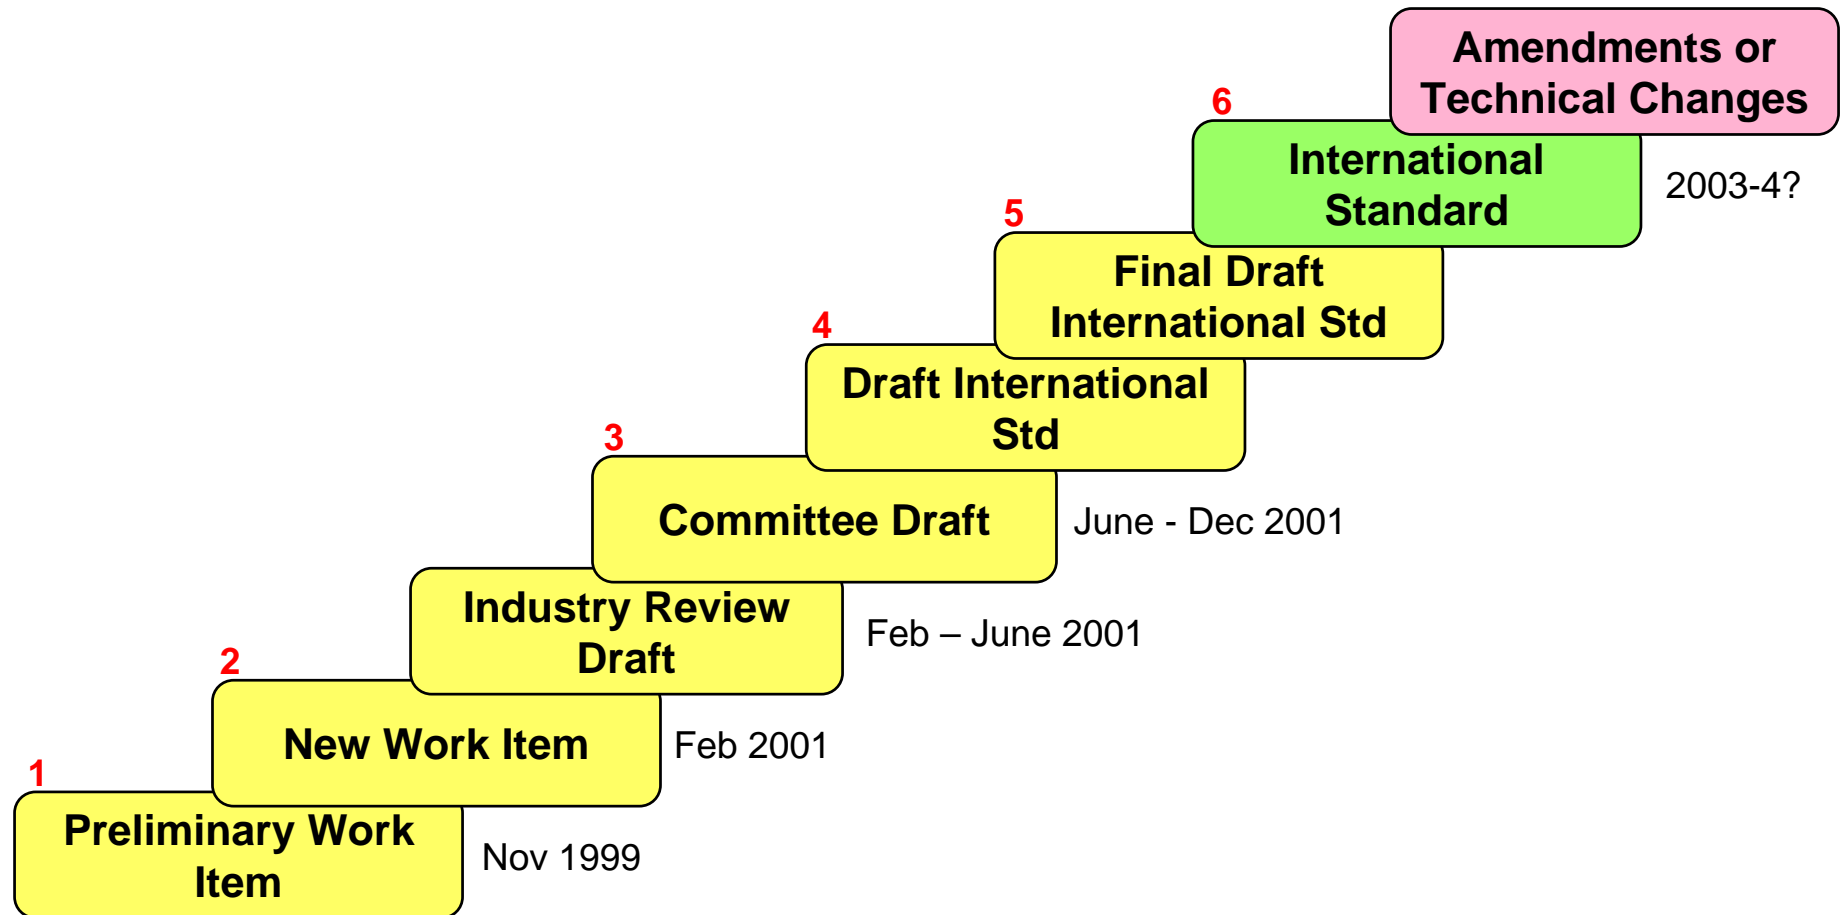 Amendments or
Technical Changes
6
International
Standard
2003-4?
5
Final Draft
International Std
4
Draft International
Std
3
Committee Draft
June - Dec 2001
Industry Review
Draft
Feb – June 2001
2
New Work Item
Feb 2001
1
Preliminary Work
Item
Nov 1999